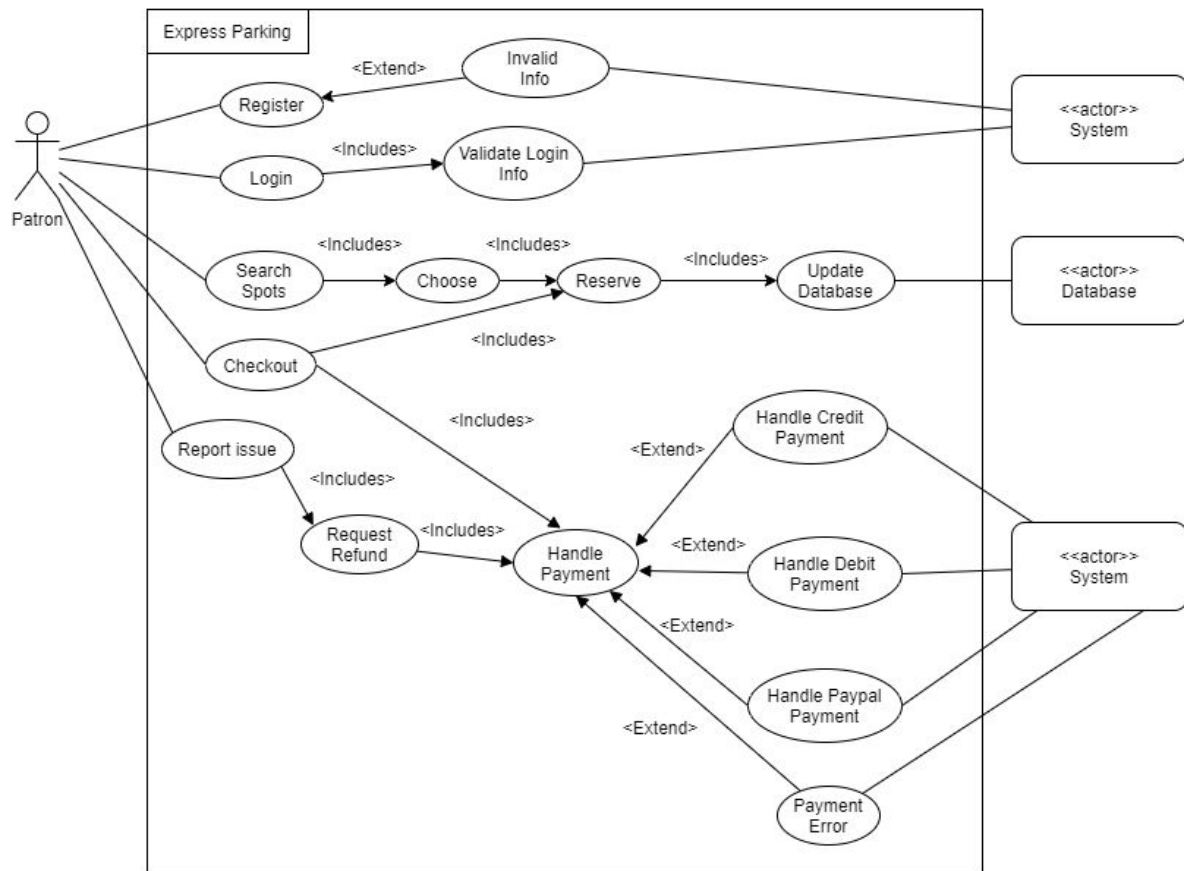 Express Parking
Invalid
Info
<Extend>
Register
<<actor>>
System
<Includes>
Validate Login
Info
Login
Patron
<Includes>
<Includes>
<Includes>
Search
Spots
Choose
Reserve
Update
Database
<<actor>>
Database
<Includes>
Checkout
<Includes>
Handle Credit
Payment
<Extend>
Report issue
<Includes>
Request
Refund
<Includes>
Handle
Payment
<Extend>
Handle Debit
Payment
<<actor>>
System
<Extend>
Handle Paypal
Payment
<Extend>
Payment
Error